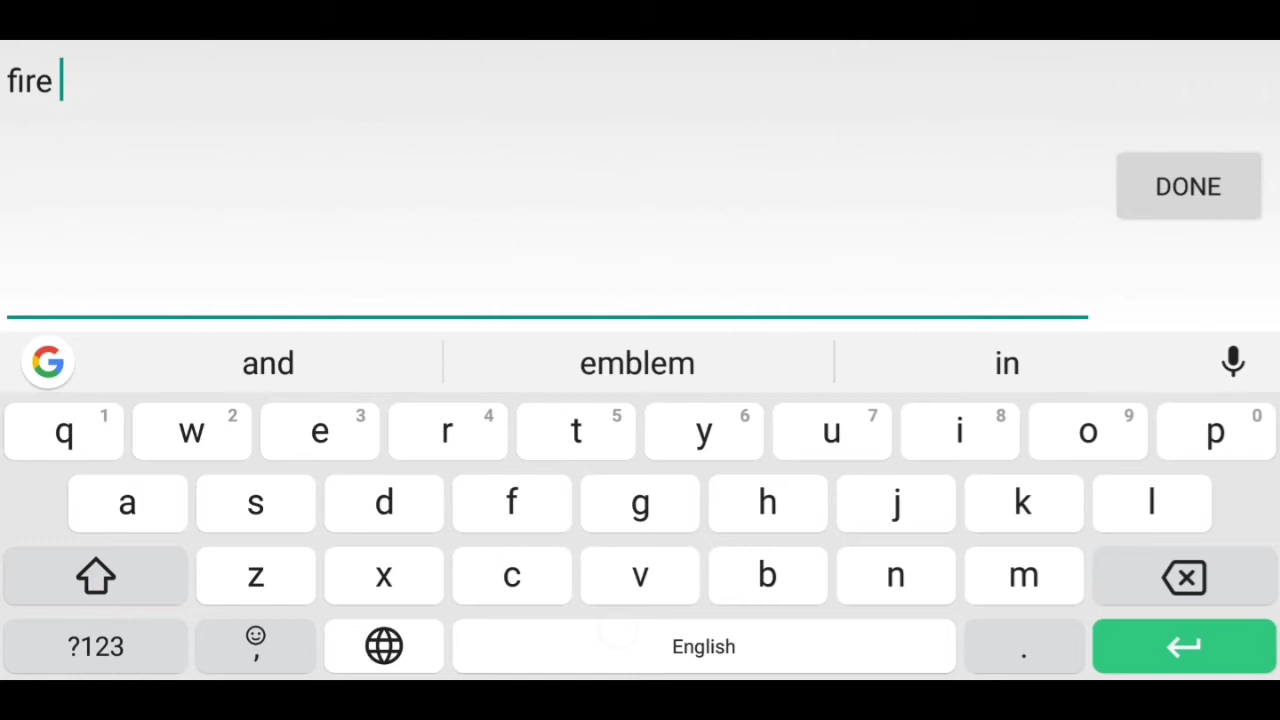 fire
DONE
and emblem in
q 1 w 2 e 3 r 4 t 5 y 6 u 7 i 8 o 9 p 0
a s d f g h j k l
z x c v b n m
?123 , English .